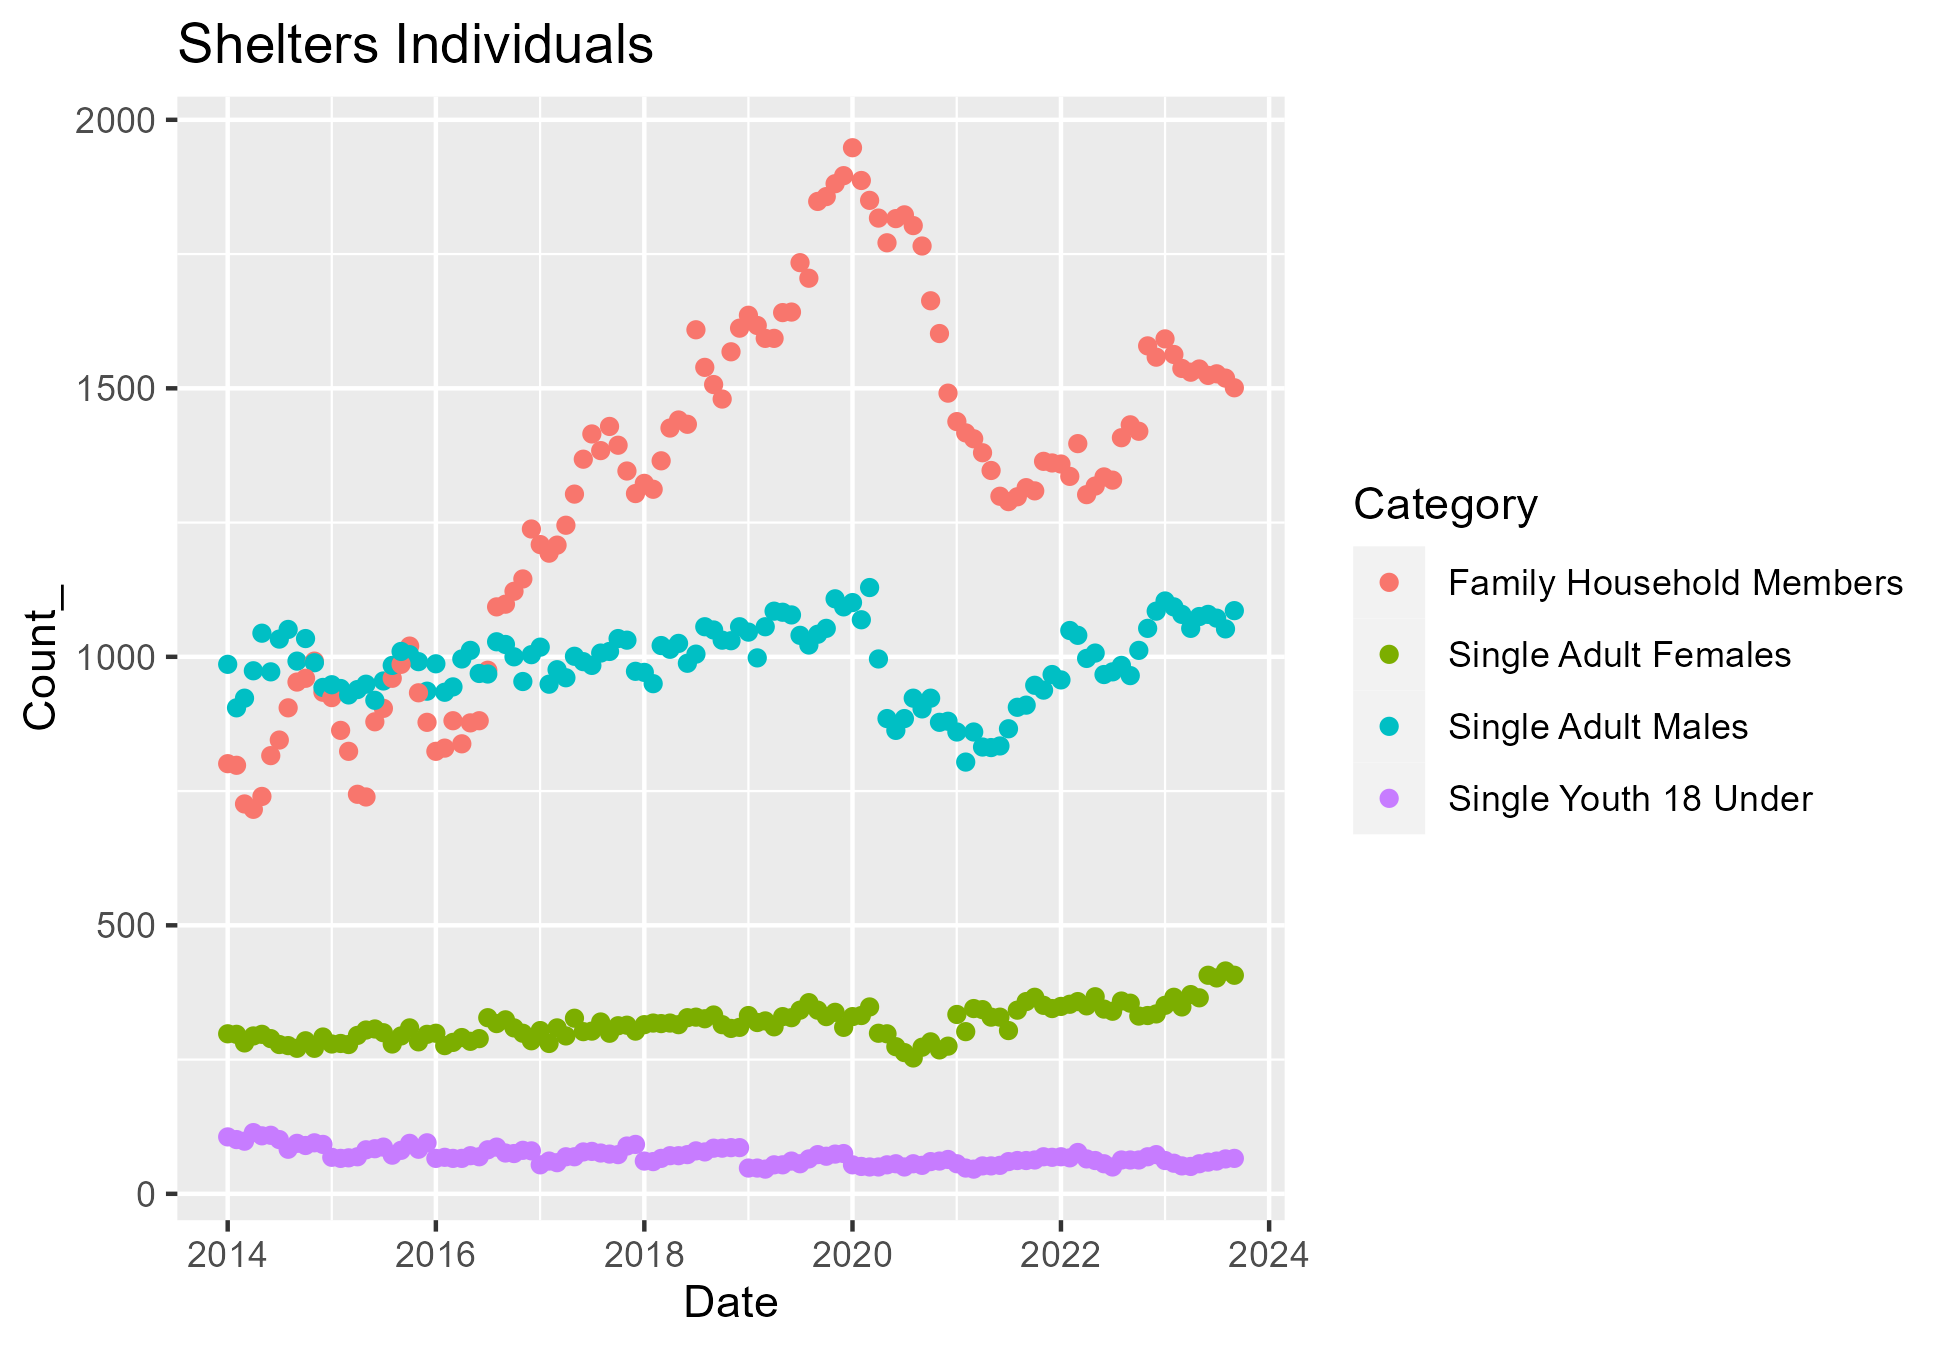 Shelters Individuals
2000
1500
1000
500
0
Count_
2014 2016 2018 2020 2022 2024
Date
Category
Family Household Members
Single Adult Females
Single Adult Males
Single Youth 18 Under